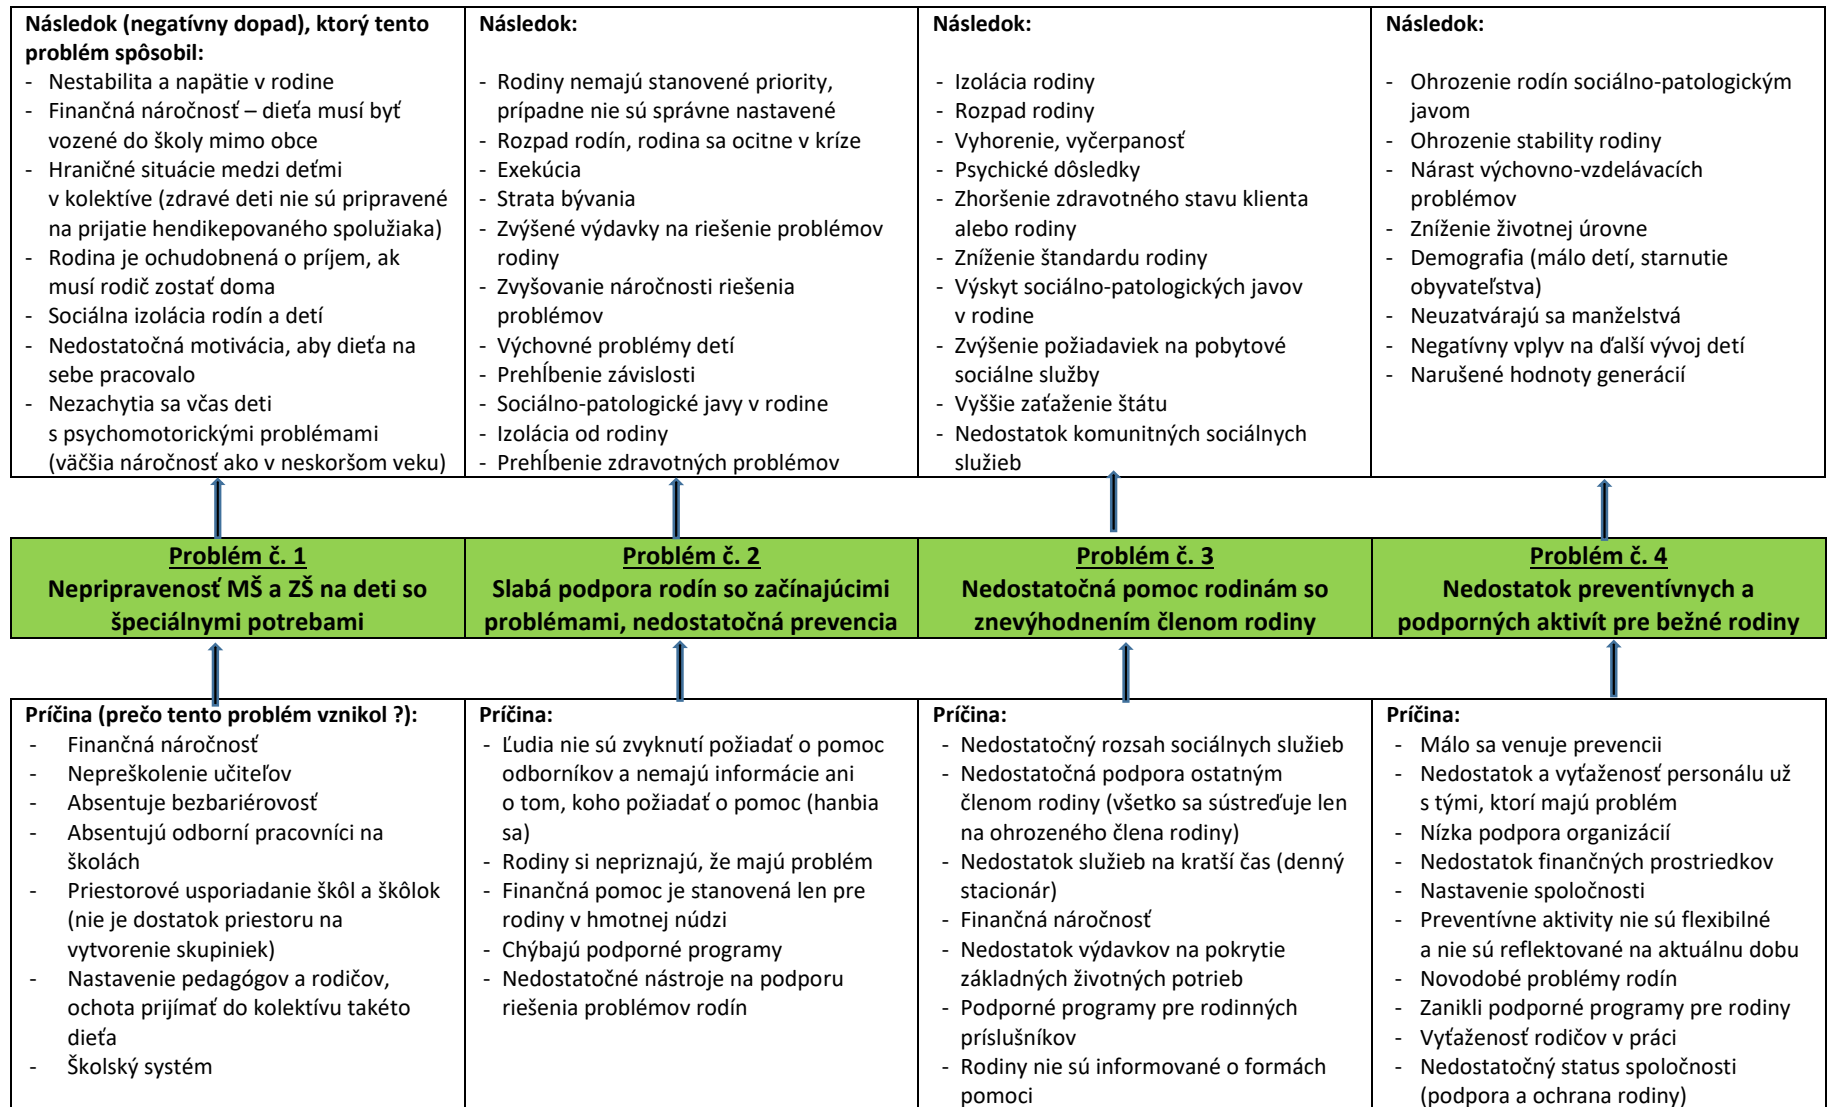 Následok (negatívny dopad), ktorý tento
problém spôsobil:
- Nestabilita a napätie v rodine
- Finančná náročnosť – dieťa musí byť
vozené do školy mimo obce
- Hraničné situácie medzi deťmi
v kolektíve (zdravé deti nie sú pripravené
na prijatie hendikepovaného spolužiaka)
- Rodina je ochudobnená o príjem, ak
musí rodič zostať doma
- Sociálna izolácia rodín a detí
- Nedostatočná motivácia, aby dieťa na
sebe pracovalo
- Nezachytia sa včas deti
s psychomotorickými problémami
(väčšia náročnosť ako v neskoršom veku)
Následok:
- Rodiny nemajú stanovené priority,
prípadne nie sú správne nastavené
- Rozpad rodín, rodina sa ocitne v kríze
- Exekúcia
- Strata bývania
- Zvýšené výdavky na riešenie problémov
rodiny
- Zvyšovanie náročnosti riešenia
problémov
- Výchovné problémy detí
- Prehĺbenie závislosti
- Sociálno-patologické javy v rodine
- Izolácia od rodiny
- Prehĺbenie zdravotných problémov
Následok:
- Izolácia rodiny
- Rozpad rodiny
- Vyhorenie, vyčerpanosť
- Psychické dôsledky
- Zhoršenie zdravotného stavu klienta
alebo rodiny
- Zníženie štandardu rodiny
- Výskyt sociálno-patologických javov
v rodine
- Zvýšenie požiadaviek na pobytové
sociálne služby
- Vyššie zaťaženie štátu
- Nedostatok komunitných sociálnych
služieb
Následok:
- Ohrozenie rodín sociálno-patologickým
javom
- Ohrozenie stability rodiny
- Nárast výchovno-vzdelávacích
problémov
- Zníženie životnej úrovne
- Demografia (málo detí, starnutie
obyvateľstva)
- Neuzatvárajú sa manželstvá
- Negatívny vplyv na ďalší vývoj detí
- Narušené hodnoty generácií
Problém č. 1
Nepripravenosť MŠ a ZŠ na deti so
špeciálnymi potrebami
Problém č. 2
Slabá podpora rodín so začínajúcimi
problémami, nedostatočná prevencia
Problém č. 3
Nedostatočná pomoc rodinám so
znevýhodnením členom rodiny
Problém č. 4
Nedostatok preventívnych a
podporných aktivít pre bežné rodiny
Príčina (prečo tento problém vznikol ?):
- Finančná náročnosť
- Nepreškolenie učiteľov
- Absentuje bezbariérovosť
- Absentujú odborní pracovníci na
školách
- Priestorové usporiadanie škôl a škôlok
(nie je dostatok priestoru na
vytvorenie skupiniek)
- Nastavenie pedagógov a rodičov,
ochota prijímať do kolektívu takéto
dieťa
- Školský systém
Príčina:
- Ľudia nie sú zvyknutí požiadať o pomoc
odborníkov a nemajú informácie ani
o tom, koho požiadať o pomoc (hanbia
sa)
- Rodiny si nepriznajú, že majú problém
- Finančná pomoc je stanovená len pre
rodiny v hmotnej núdzi
- Chýbajú podporné programy
- Nedostatočné nástroje na podporu
riešenia problémov rodín
Príčina:
- Nedostatočný rozsah sociálnych služieb
- Nedostatočná podpora ostatným
členom rodiny (všetko sa sústreďuje len
na ohrozeného člena rodiny)
- Nedostatok služieb na kratší čas (denný
stacionár)
- Finančná náročnosť
- Nedostatok výdavkov na pokrytie
základných životných potrieb
- Podporné programy pre rodinných
príslušníkov
- Rodiny nie sú informované o formách
pomoci
Príčina:
- Málo sa venuje prevencii
- Nedostatok a vyťaženosť personálu už
s tými, ktorí majú problém
- Nízka podpora organizácií
- Nedostatok finančných prostriedkov
- Nastavenie spoločnosti
- Preventívne aktivity nie sú flexibilné
a nie sú reflektované na aktuálnu dobu
- Novodobé problémy rodín
- Zanikli podporné programy pre rodiny
- Vyťaženosť rodičov v práci
- Nedostatočný status spoločnosti
(podpora a ochrana rodiny)